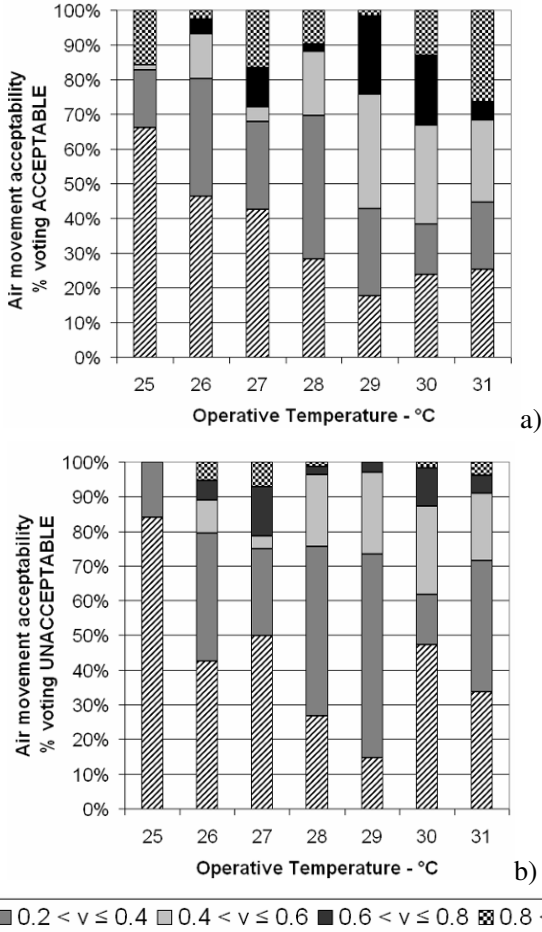 100%
90%
80%
70%
60%
50%
40%
30%
20%
10%
0%
Air movement acceptability
% voting ACCEPTABLE
25 26 27 28 29 30 31
Operative Temperature - °C
a)
100%
90%
80%
70%
60%
50%
40%
30%
20%
10%
0%
Air movement acceptability
% voting UNACCEPTABLE
25 26 27 28 29 30 31
Operative Temperature - °C
b)
0.2 < v ≤ 0.4 0.4 < v ≤ 0.6 0.6 < v ≤ 0.8 0.8